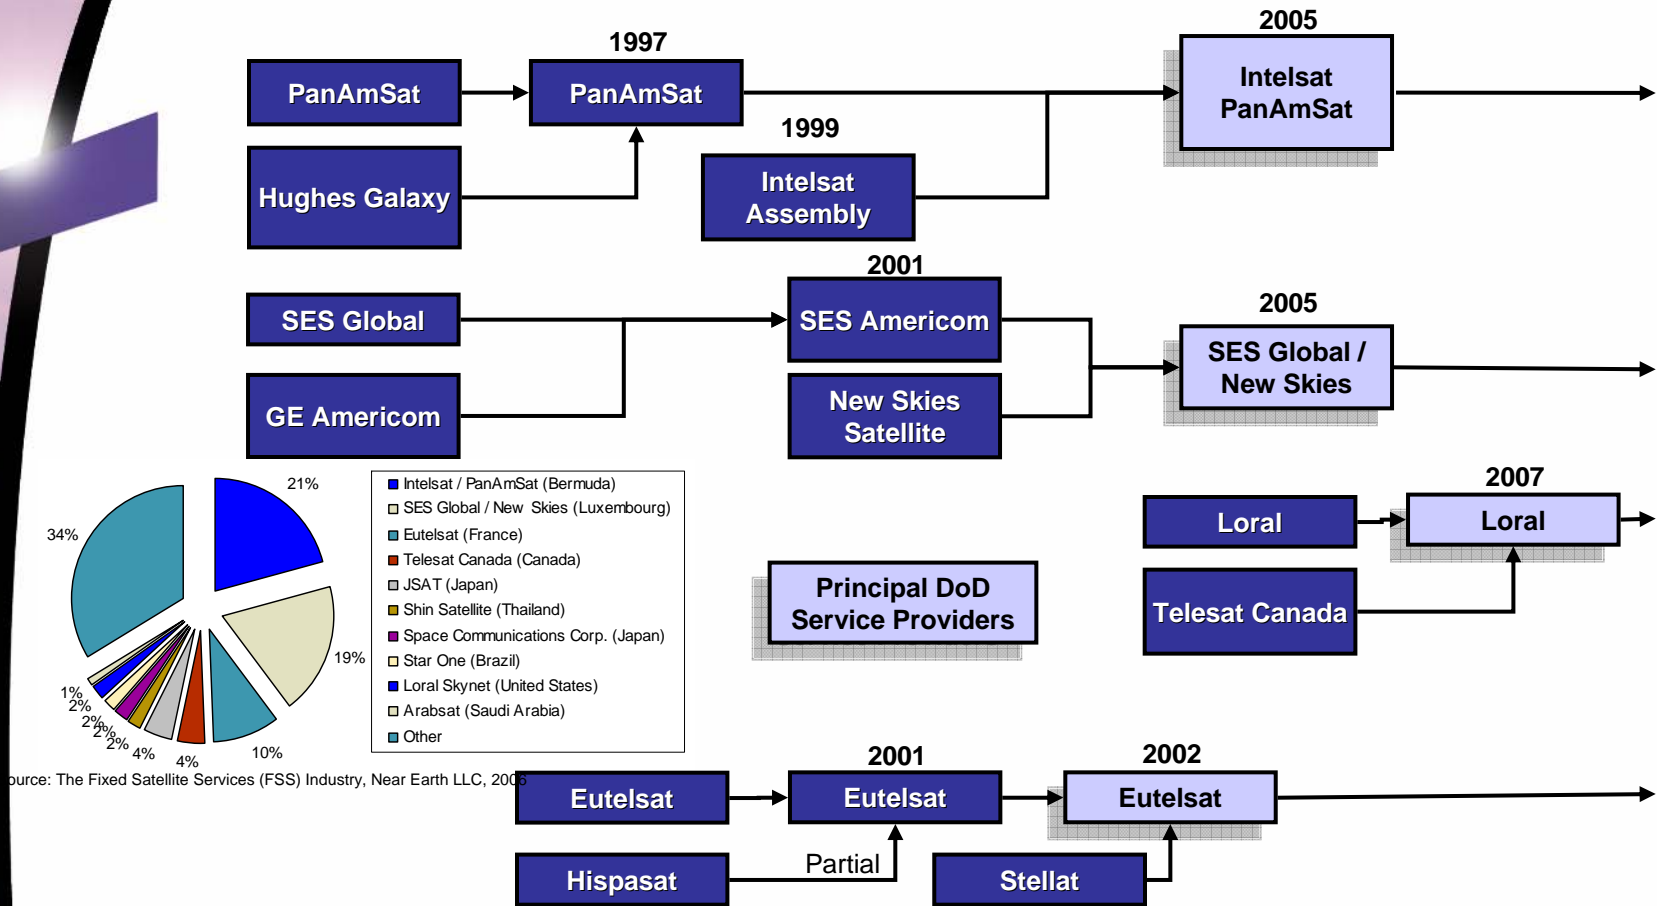 2005
1997
PanAmSat
PanAmSat
Intelsat
PanAmSat
1999
Hughes Galaxy
Intelsat
Assembly
2001
SES Global
SES Americom
2005
SES Global /
New Skies
GE Americom
New Skies
Satellite
21%
34%
19%
1%
2%
2%
2%
2%
4%
4%
10%
Intelsat / PanAmSat (Bermuda)
SES Global / New Skies (Luxembourg)
Eutelsat (France)
Telesat Canada (Canada)
JSAT (Japan)
Shin Satellite (Thailand)
Space Communications Corp. (Japan)
Star One (Brazil)
Loral Skynet (United States)
Arabsat (Saudi Arabia)
Other
2007
Loral
Loral
Principal DoD
Service Providers
Telesat Canada
ource: The Fixed Satellite Services (FSS) Industry, Near Earth LLC, 2006
2001
2002
Eutelsat
Eutelsat
Eutelsat
Partial
Hispasat
Stellat